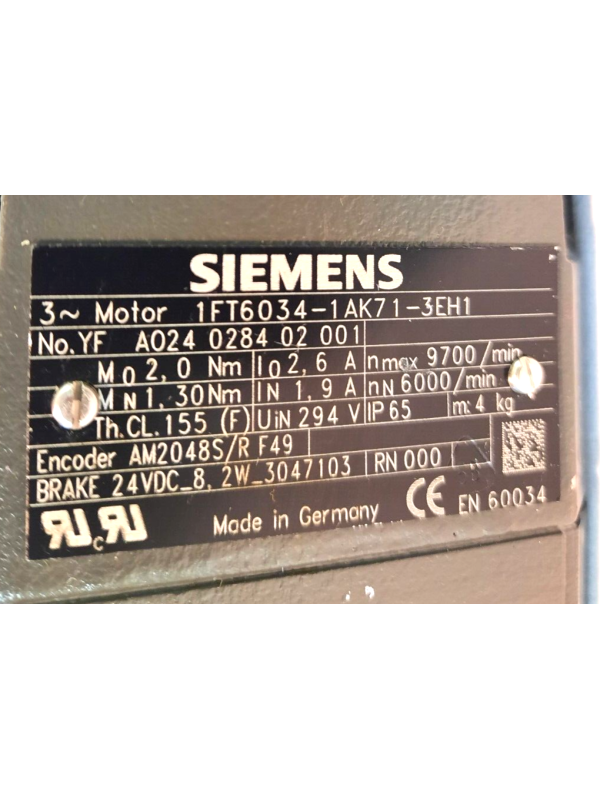 SIEMENS
3~ Motor 1FT6034-1AK71-3EH1
No.YF A024 0284 02 001
M0 2,0 Nm I0 2,6 A nmax 9700/min
MN 1,30Nm IN 1,9 A nN 6000/min
Th.CL.155 (F) UIN 294 V IP65 m: 4 kg
Encoder AM2048S/R F49
BRAKE 24VDC_8,2W_3047103 RN 000
c Made in Germany CE EN 60034